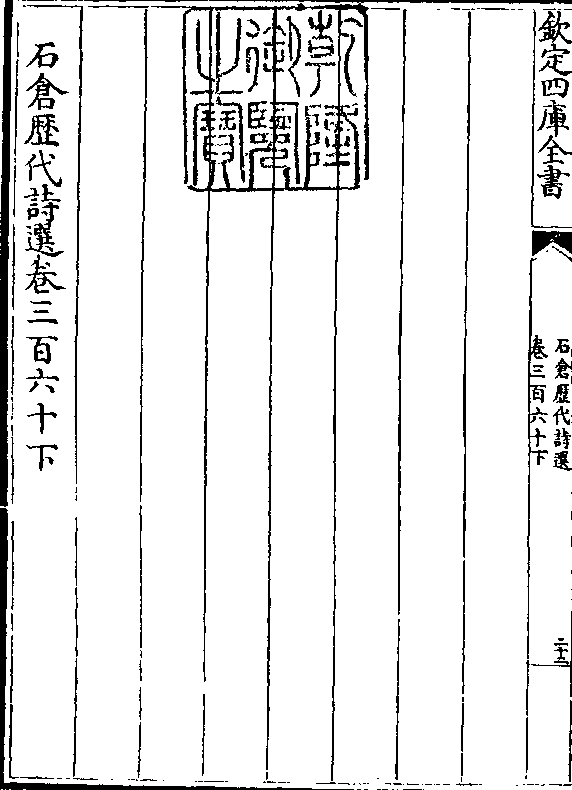 欽定四庫全書
石倉歷代詩選
卷三百六十下
二十三
乾隆
御覽
之寶
石倉歷代詩選卷三百六十下